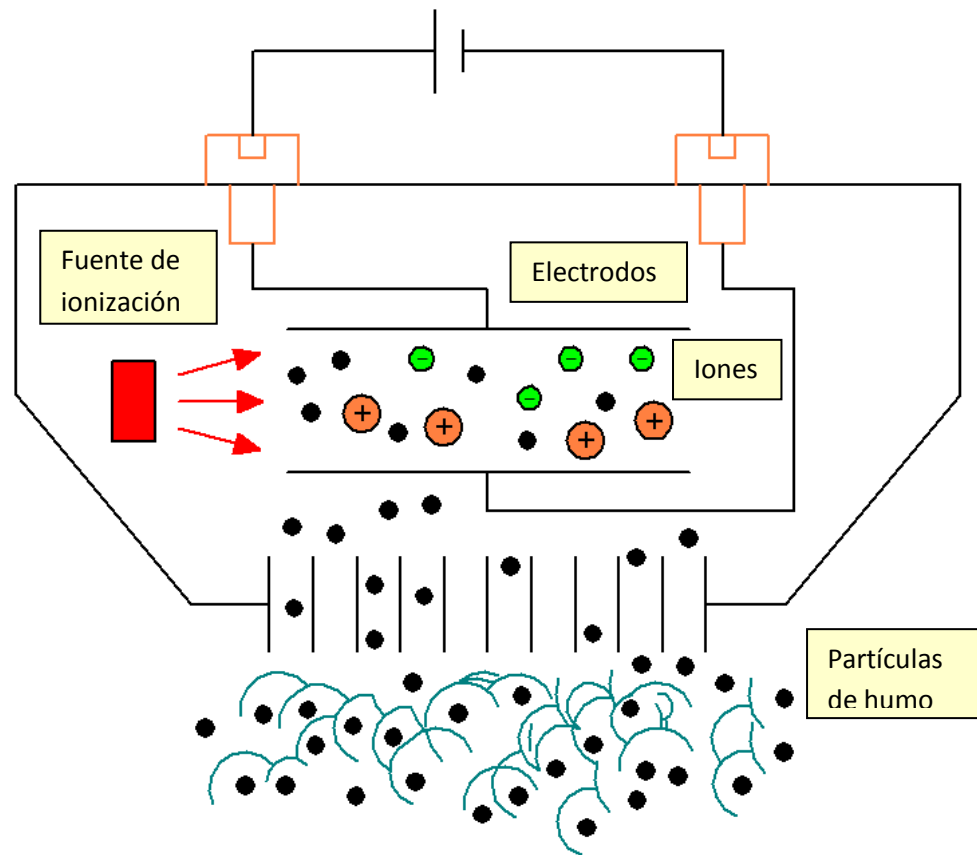 Fuente de
ionización
Electrodos
Iones
−
−
−
−
+
+
+
+
Partículas
de humo